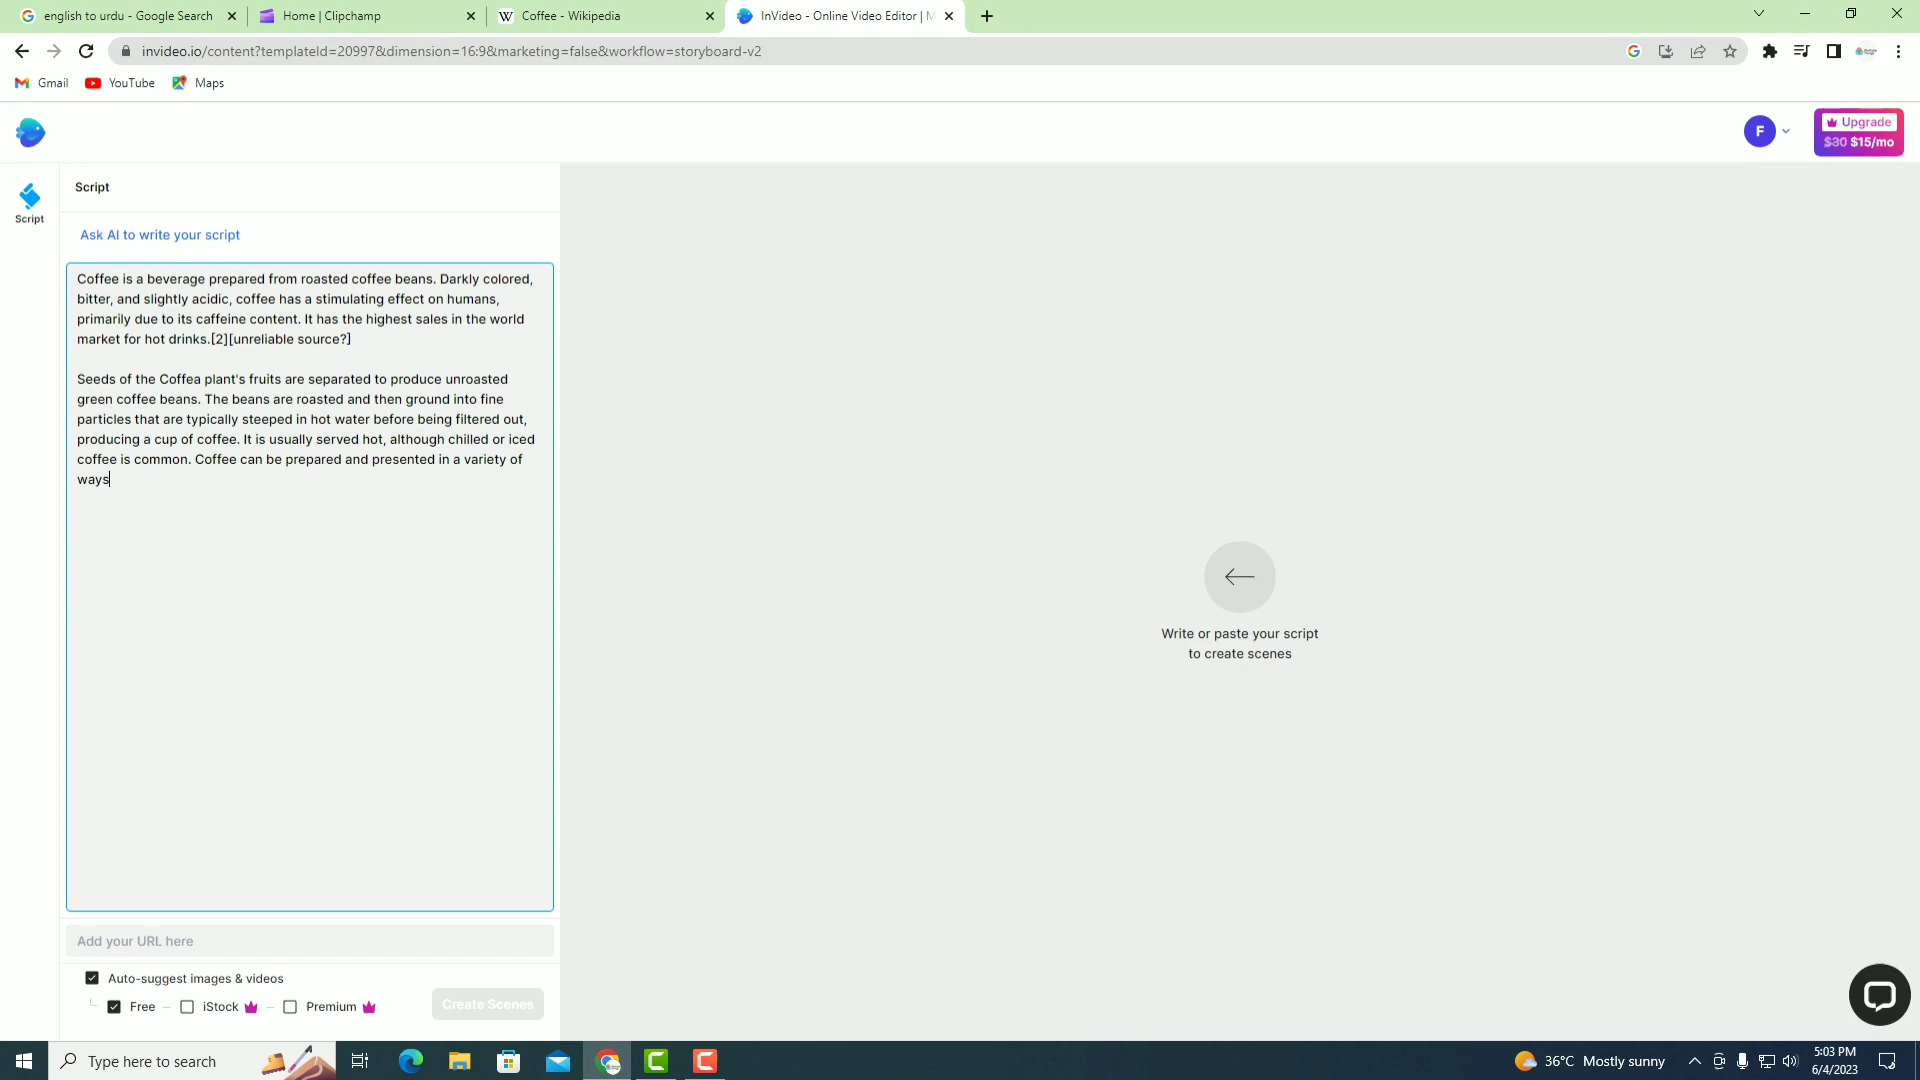 english to urdu - Google Search
Home | Clipchamp
W Coffee - Wikipedia
InVideo - Online Video Editor | M
invideo.io/content?templateId=20997&dimension=16:9&marketing=false&workflow=storyboard-v2
Gmail
YouTube
Maps
F
Upgrade
$30 $15/mo
Script
Script
Ask AI to write your script
Coffee is a beverage prepared from roasted coffee beans. Darkly colored,
bitter, and slightly acidic, coffee has a stimulating effect on humans,
primarily due to its caffeine content. It has the highest sales in the world
market for hot drinks.[2][unreliable source?]
Seeds of the Coffea plant's fruits are separated to produce unroasted
green coffee beans. The beans are roasted and then ground into fine
particles that are typically steeped in hot water before being filtered out,
producing a cup of coffee. It is usually served hot, although chilled or iced
coffee is common. Coffee can be prepared and presented in a variety of
ways
Write or paste your script
to create scenes
Add your URL here
Auto-suggest images & videos
Free
iStock
Premium
Create Scenes
Type here to search
36°C Mostly sunny
5:03 PM
6/4/2023